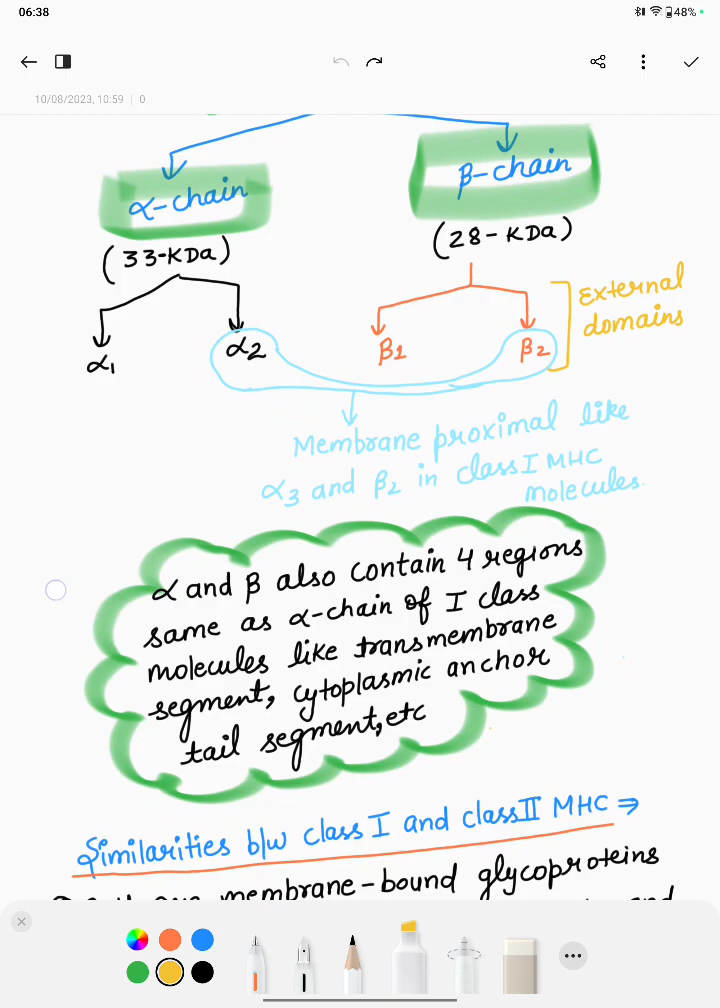 06:38
48%
10/08/2023, 10:59 | 0
α-chain
β-chain
(33-KDa)
(28-KDa)
External
domains
α1
α2
β1
β2
Membrane proximal like
α3 and β2 in class I MHC
molecules.
α and β also contain 4 regions
same as α-chain of I class
molecules like transmembrane
segment, cytoplasmic anchor
tail segment, etc
Similarities b/w class I and class II MHC ⇒
membrane-bound glycoproteins
and